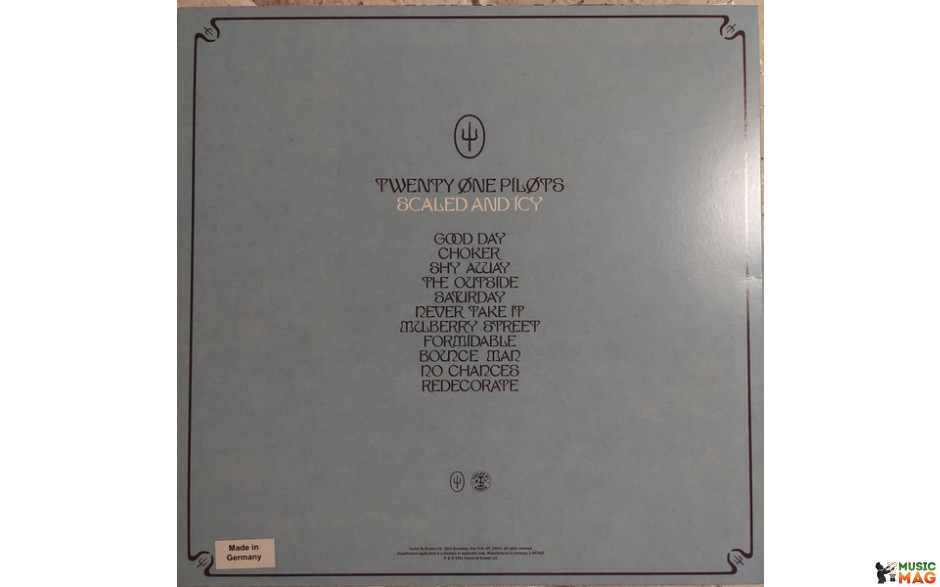 TWENTY ØNE PILØTS
SCALED AND ICY
GOOD DAY
CHOKER
SHY AWAY
THE OUTSIDE
SATURDAY
NEVER TAKE IT
MULBERRY STREET
FORMIDABLE
BOUNCE MAN
NO CHANCES
REDECORATE
Made in
Germany
MUSIC
MAG